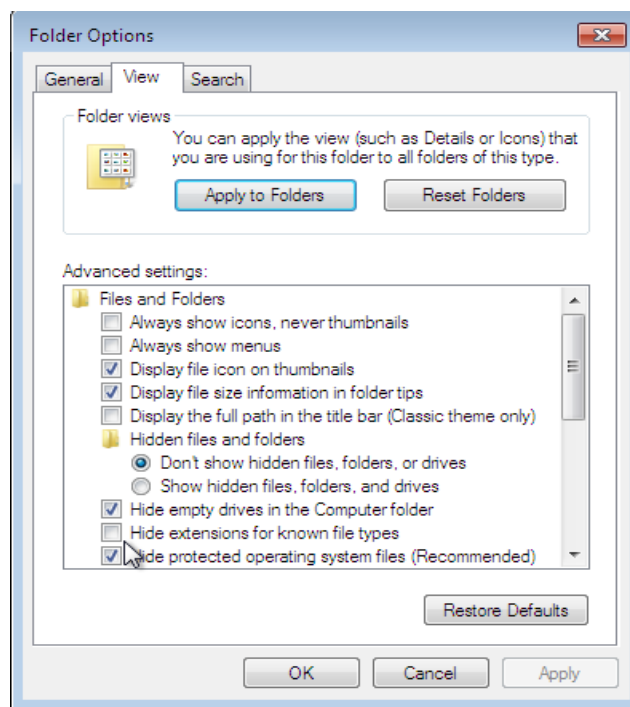 Folder Options
General
View
Search
Folder views
You can apply the view (such as Details or Icons) that
you are using for this folder to all folders of this type.
Apply to Folders
Reset Folders
Advanced settings:
Files and Folders
Always show icons, never thumbnails
Always show menus
Display file icon on thumbnails
Display file size information in folder tips
Display the full path in the title bar (Classic theme only)
Hidden files and folders
Don't show hidden files, folders, or drives
Show hidden files, folders, and drives
Hide empty drives in the Computer folder
Hide extensions for known file types
Hide protected operating system files (Recommended)
Restore Defaults
OK
Cancel
Apply